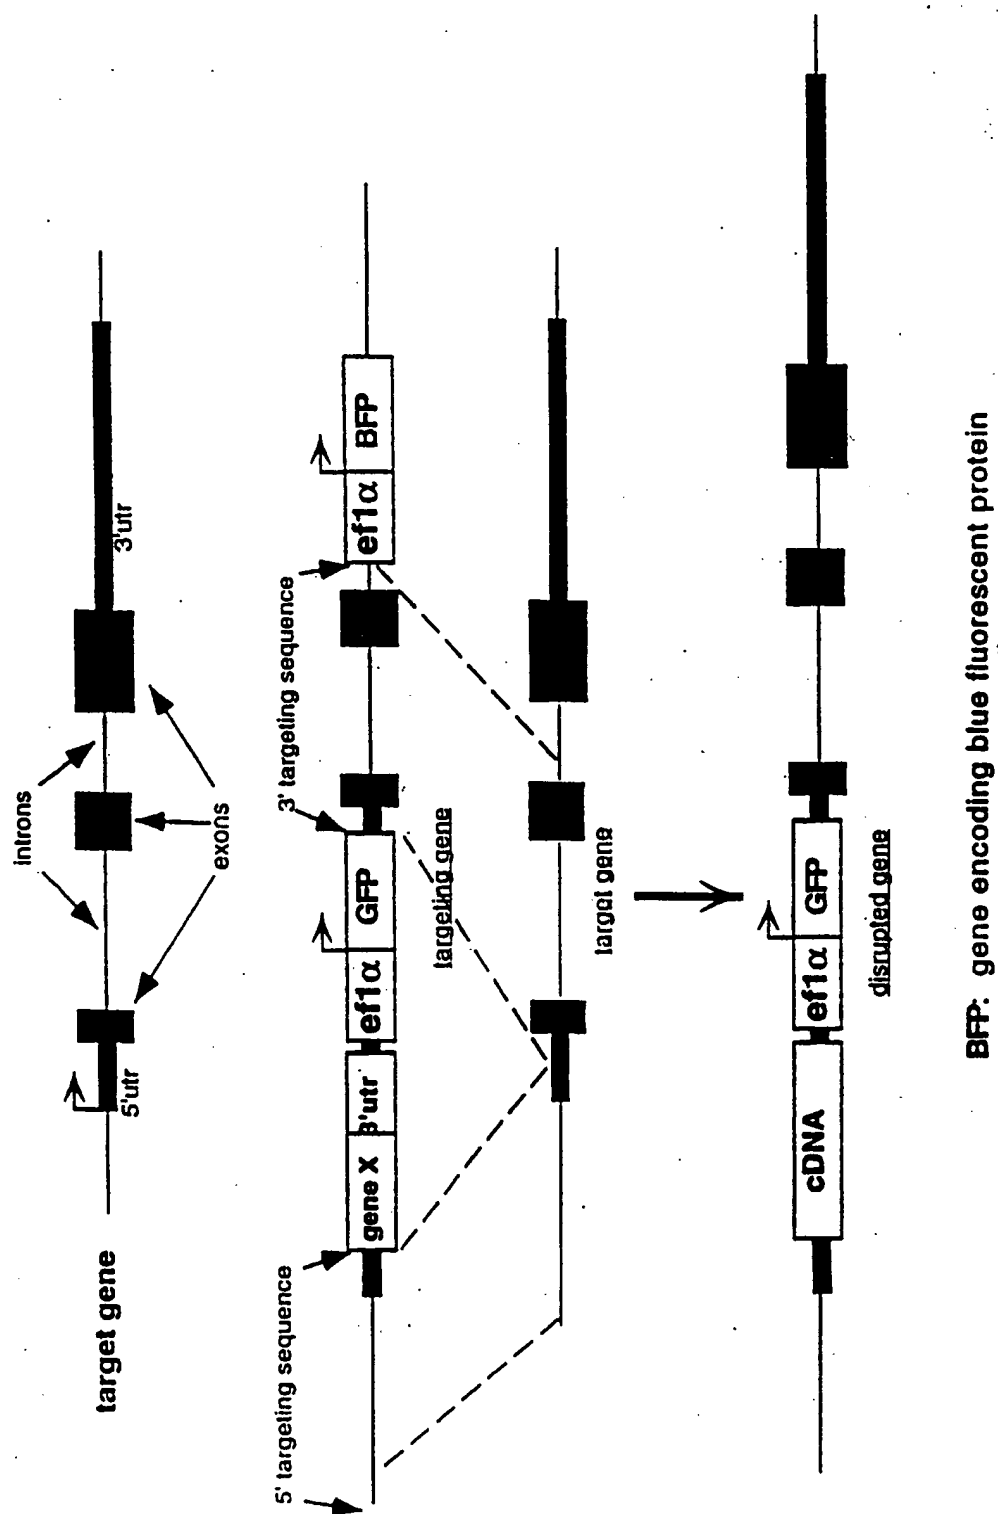 target gene
introns
exons
5'utr
3'utr
5' targeting sequence
3' targeting sequence
gene X
3'utr
ef1α
GFP
ef1α
BFP
targeting gene
target gene
cDNA
ef1α
GFP
disrupted gene
BFP: gene encoding blue fluorescent protein